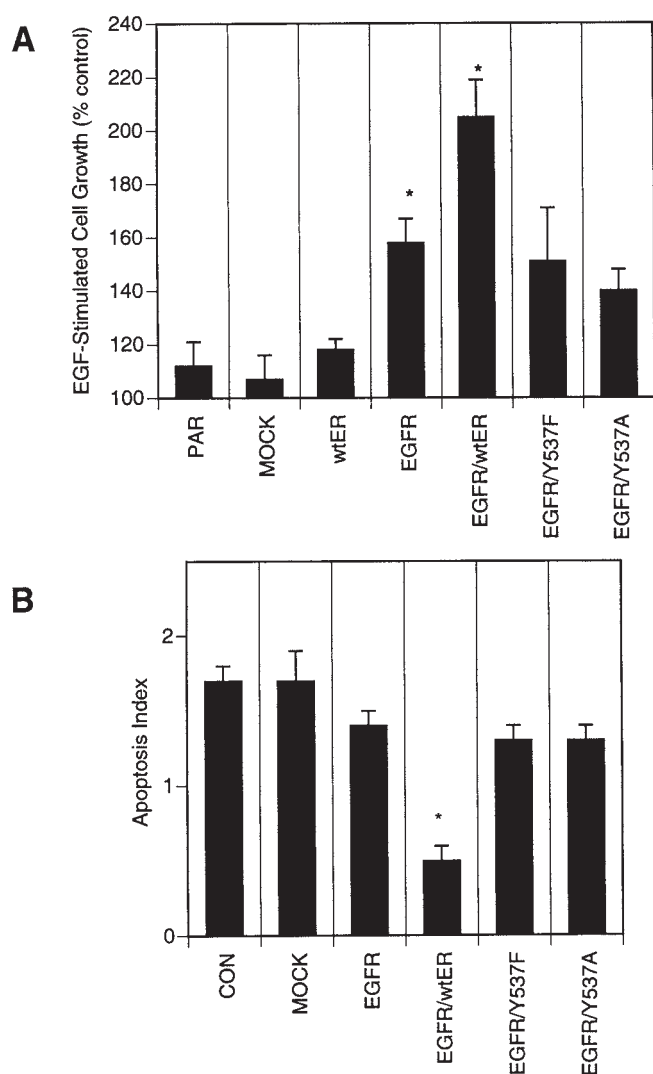 A
EGF-Stimulated Cell Growth (% control)
240
220
200
180
160
140
120
100
*
*
PAR
MOCK
wtER
EGFR
EGFR/wtER
EGFR/Y537F
EGFR/Y537A
B
Apoptosis Index
2
1
0
*
CON
MOCK
EGFR
EGFR/wtER
EGFR/Y537F
EGFR/Y537A